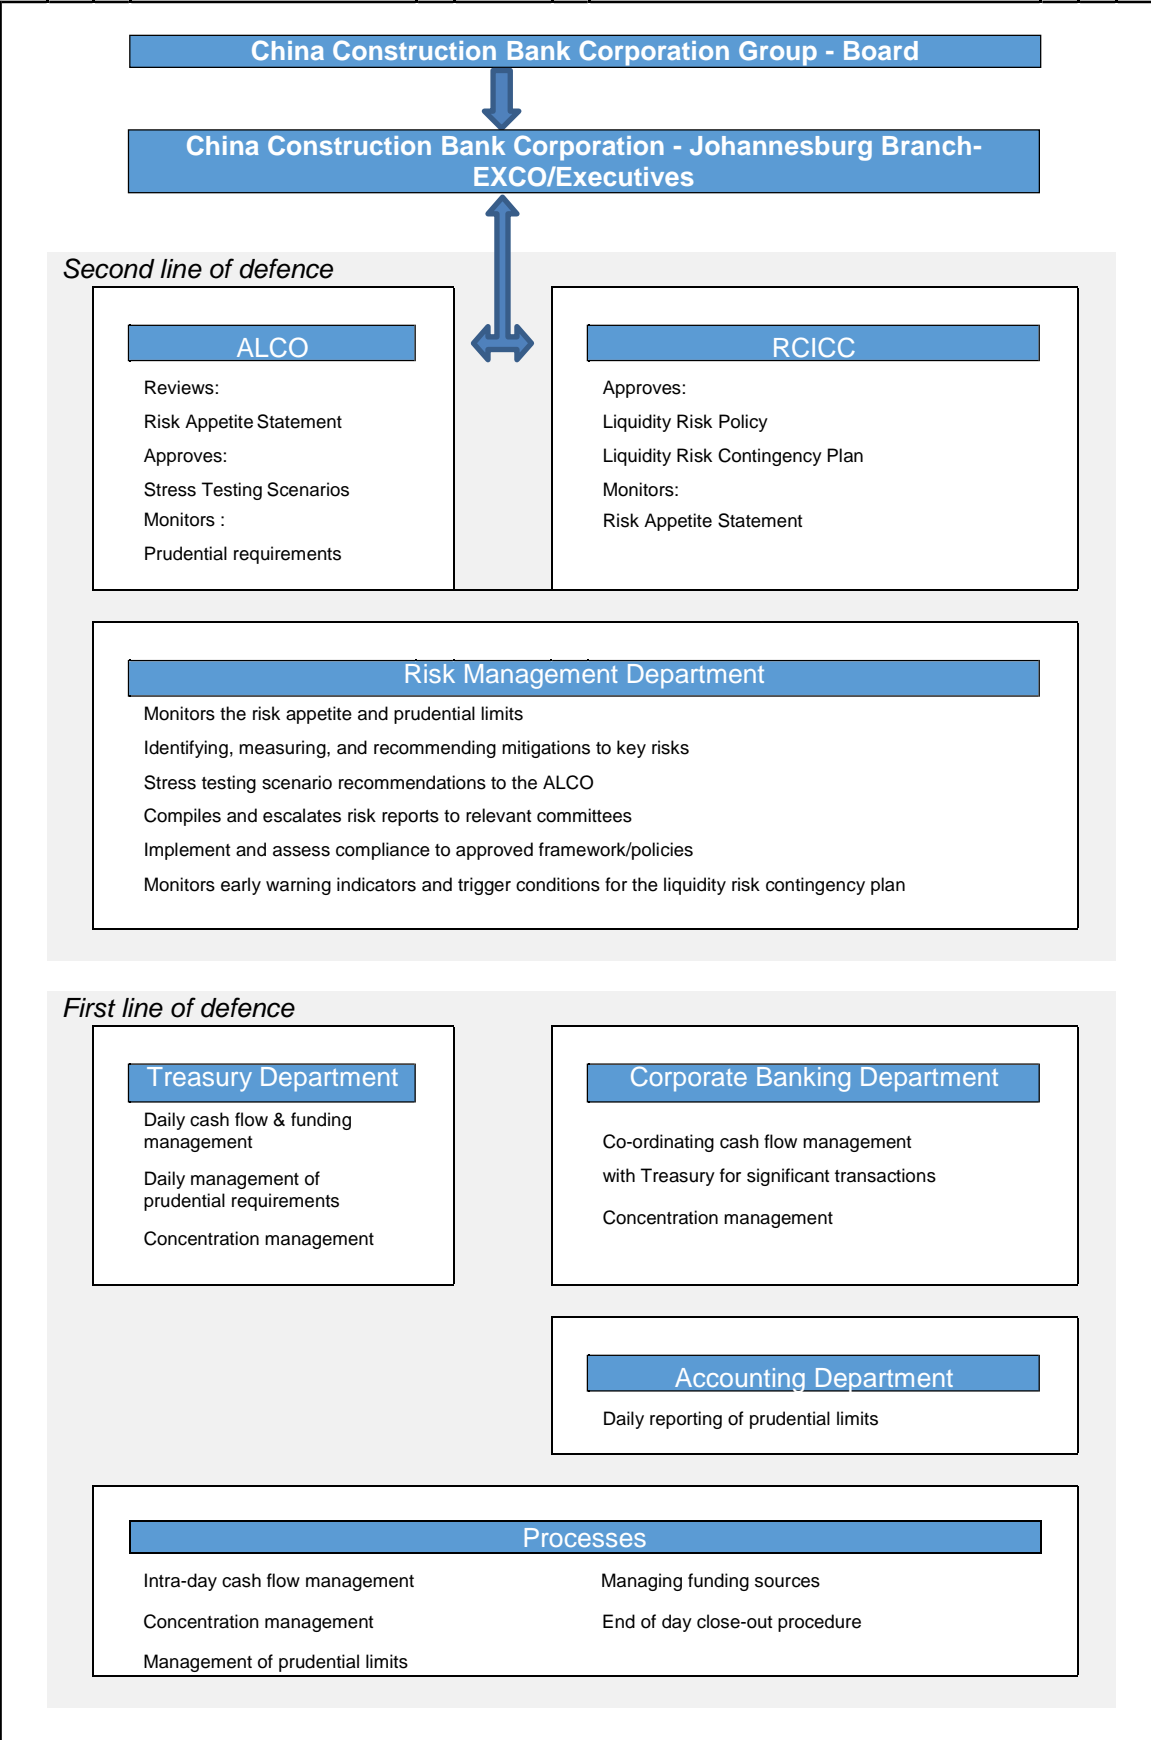 China Construction Bank Corporation Group - Board
China Construction Bank Corporation - Johannesburg Branch-
EXCO/Executives
Second line of defence
ALCO
Reviews:
Risk Appetite Statement
Approves:
Stress Testing Scenarios
Monitors :
Prudential requirements
RCICC
Approves:
Liquidity Risk Policy
Liquidity Risk Contingency Plan
Monitors:
Risk Appetite Statement
Risk Management Department
Monitors the risk appetite and prudential limits
Identifying, measuring, and recommending mitigations to key risks
Stress testing scenario recommendations to the ALCO
Compiles and escalates risk reports to relevant committees
Implement and assess compliance to approved framework/policies
Monitors early warning indicators and trigger conditions for the liquidity risk contingency plan
First line of defence
Treasury Department
Daily cash flow & funding
management
Daily management of
prudential requirements
Concentration management
Corporate Banking Department
Co-ordinating cash flow management
with Treasury for significant transactions
Concentration management
Accounting Department
Daily reporting of prudential limits
Processes
Intra-day cash flow management
Concentration management
Management of prudential limits
Managing funding sources
End of day close-out procedure